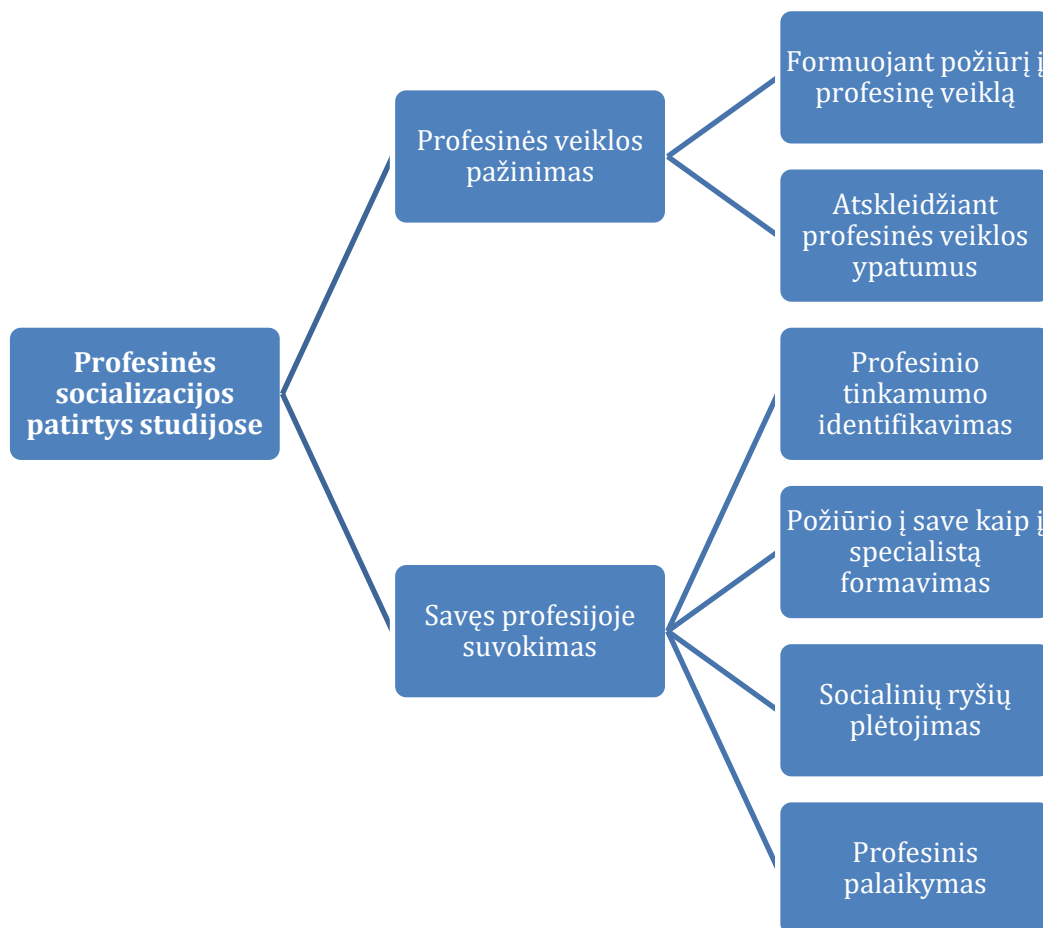 Profesinės
socializacijos
patirtys studijose
Profesinės veiklos
pažinimas
Formuojant požiūrį į
profesinę veiklą
Atskleidžiant
profesinės veiklos
ypatumus
Savęs profesijoje
suvokimas
Profesinio
tinkamumo
identifikavimas
Požiūrio į save kaip į
specialistą
formavimas
Socialinių ryšių
plėtojimas
Profesinis
palaikymas